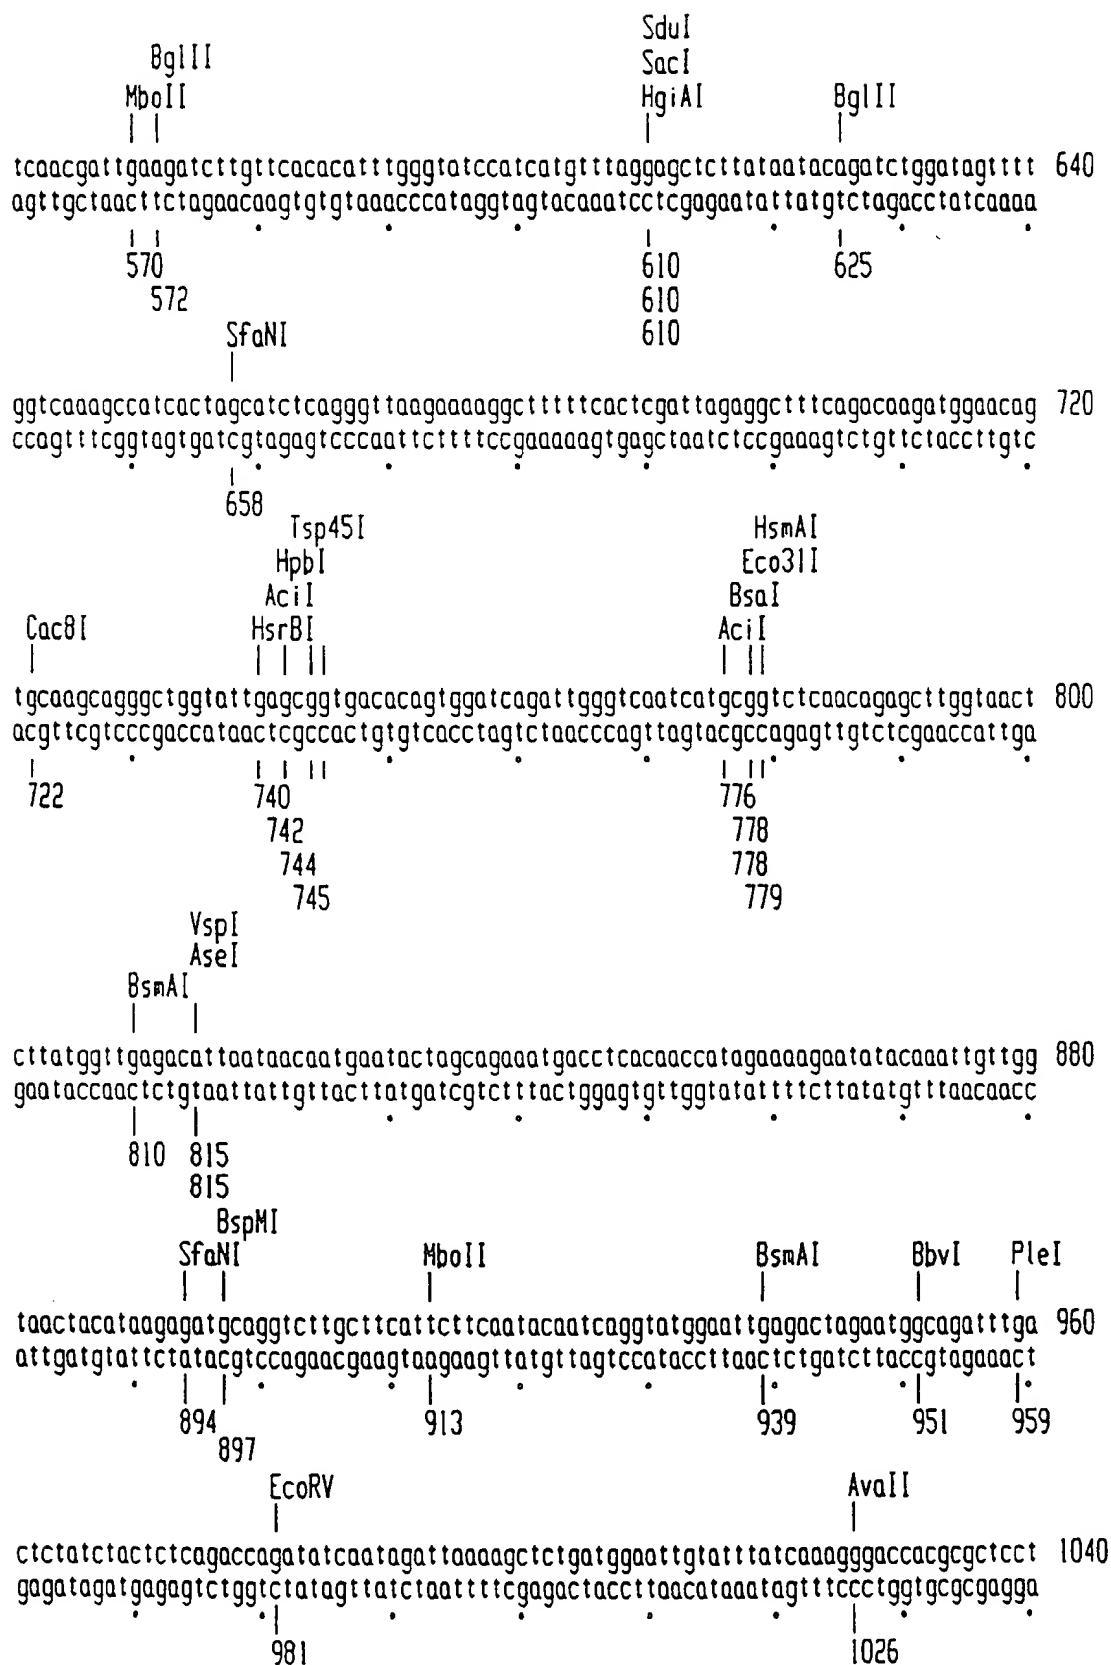 SduI
BglII SacI
MboII HgiAI BglII
tcaacgattgaagatcttgttcacacatttgggtatccatcatgtttaggagctcttataatacagatctggatagtttt 640
agttgctaacttctagaacaagtgtgtaaacccataggtagtacaaatcctcgagaatattatgtctagacctatcaaaa
570 610 625
572 610
610
SfaNI
ggtcaaagccatcactagcatctcagggttaagaaaaggctttttcactcgattagaggctttcagacaagatggaacag 720
ccagtttcggtagtgatcgtagagtcccaattcttttccgaaaaagtgagctaatctccgaaagtctgttctaccttgtc
658
Tsp45I HsmAI
HpbI Eco31I
AciI BsaI
Cac8I HsrBI AciI
tgcaagcagggctggtattgagcggtgacacagtggatcagattgggtcaatcatgcggtctcaacagagcttggtaact 800
acgttcgtcccgaccataactcgccactgtgtcacctagtctaacccagttagtacgccagagttgtctcgaaccattga
722 740 776
742 778
744 778
745 779
VspI
AseI
BsmAI
cttatggttgagacattaataacaatgaatactagcagaaatgacctcacaaccatagaaaagaatatacaaattgttgg 880
gaataccaactctgtaattattgttacttatgatcgtctttactggagtgttggtatattttcttatatgtttaacaacc
810 815
815
BspMI
SfaNI MboII BsmAI BbvI PleI
taactacataagagatgcaggtcttgcttcattcttcaatacaatcaggtatggaattgagactagaatggcagatttga 960
attgatgtattctatacgtccagaacgaagtaagaagttatgttagtccataccttaactctgatcttaccgtagaaact
894 913 939 951 959
897
EcoRV AvaII
ctctatctactctcagaccagatatcaatagattaaaagctctgatggaattgtatttatcaaagggaccacgcgctcct 1040
gagatagatgagagtctggtctatagttatctaattttcgagactaccttaacataaatagtttccctggtgcgcgagga
981 1026